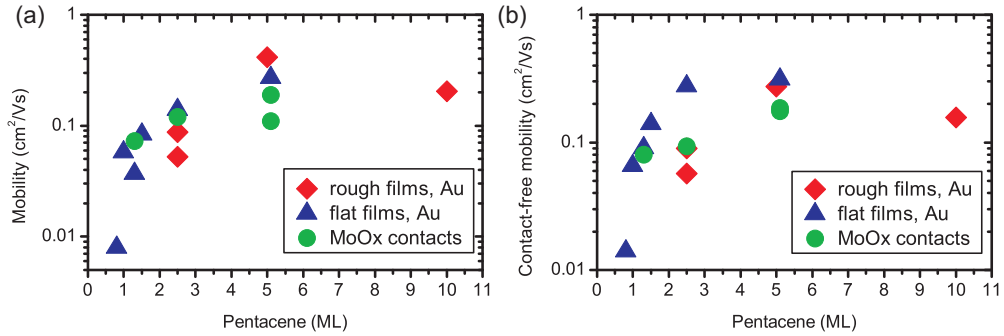 (a)
Mobility (cm²/Vs)
1
0.1
0.01
rough films, Au
flat films, Au
MoOx contacts
0 1 2 3 4 5 6 7 8 9 10 11
Pentacene (ML)
(b)
Contact-free mobility (cm²/Vs)
1
0.1
0.01
rough films, Au
flat films, Au
MoOx contacts
0 1 2 3 4 5 6 7 8 9 10 11
Pentacene (ML)